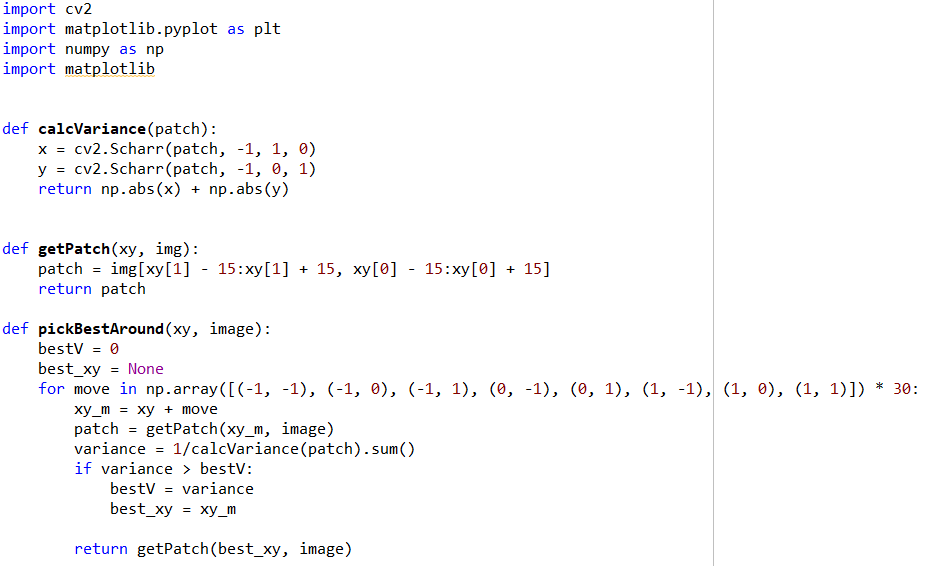 import cv2
import matplotlib.pyplot as plt
import numpy as np
import matplotlib
def calcVariance(patch):
    x = cv2.Scharr(patch, -1, 1, 0)
    y = cv2.Scharr(patch, -1, 0, 1)
    return np.abs(x) + np.abs(y)
def getPatch(xy, img):
    patch = img[xy[1] - 15:xy[1] + 15, xy[0] - 15:xy[0] + 15]
    return patch
def pickBestAround(xy, image):
    bestV = 0
    best_xy = None
    for move in np.array([(-1, -1), (-1, 0), (-1, 1), (0, -1), (0, 1), (1, -1), (1, 0), (1, 1)]) * 30:
        xy_m = xy + move
        patch = getPatch(xy_m, image)
        variance = 1/calcVariance(patch).sum()
        if variance > bestV:
            bestV = variance
            best_xy = xy_m
        return getPatch(best_xy, image)